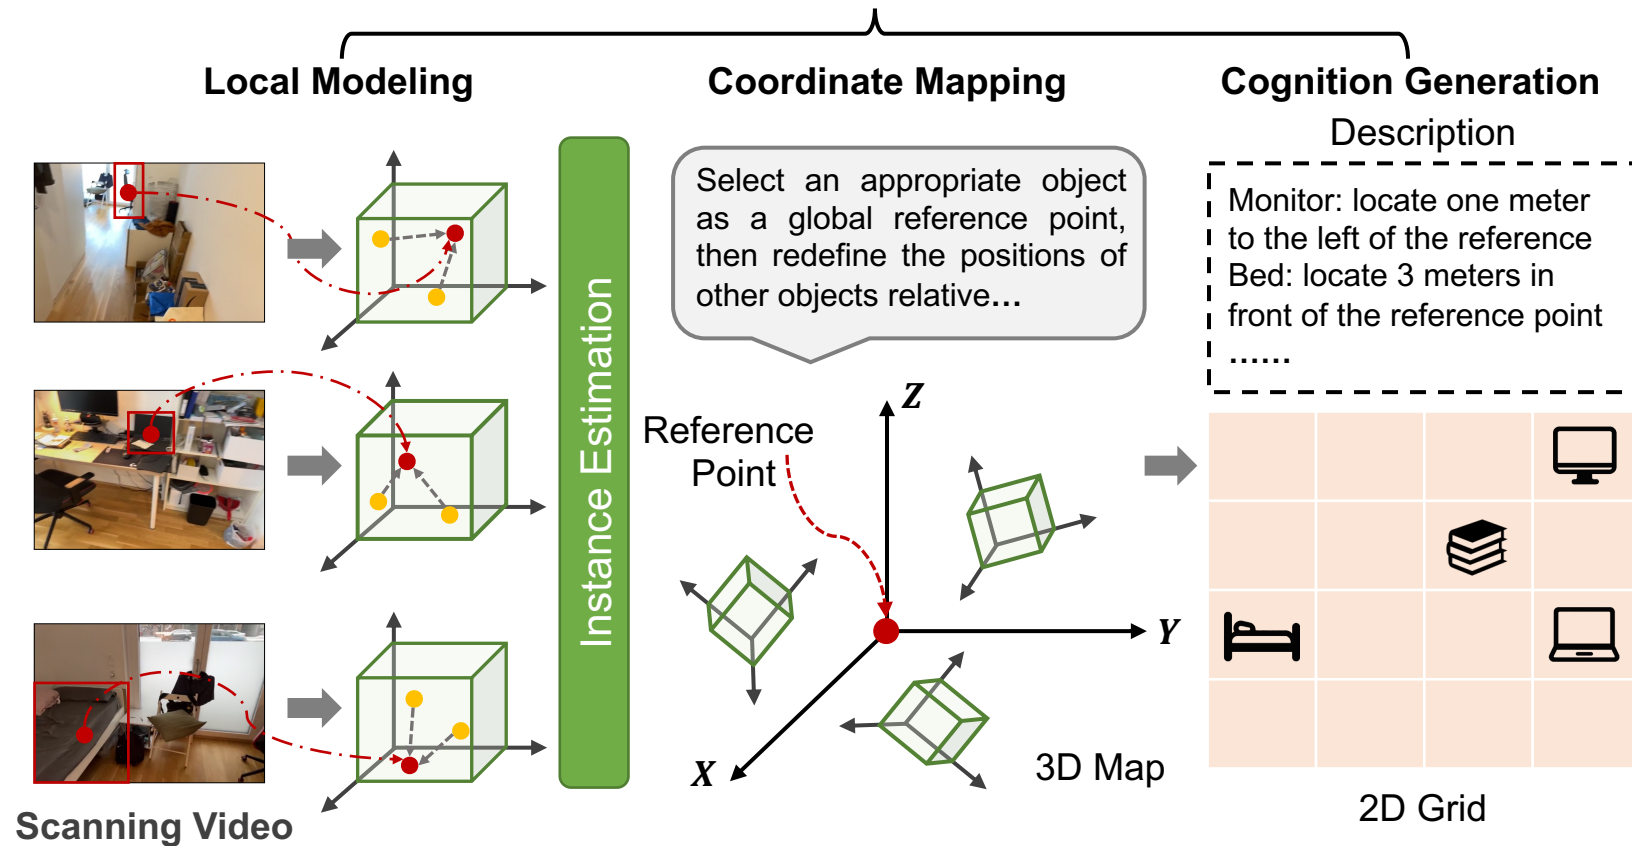 Local Modeling
Coordinate Mapping
Cognition Generation
Description
Select an appropriate object
as a global reference point,
then redefine the positions of
other objects relative...
Monitor: locate one meter
to the left of the reference
Bed: locate 3 meters in
front of the reference point
......
Instance Estimation
Reference
Point
Z
Y
X
3D Map
2D Grid
Scanning Video